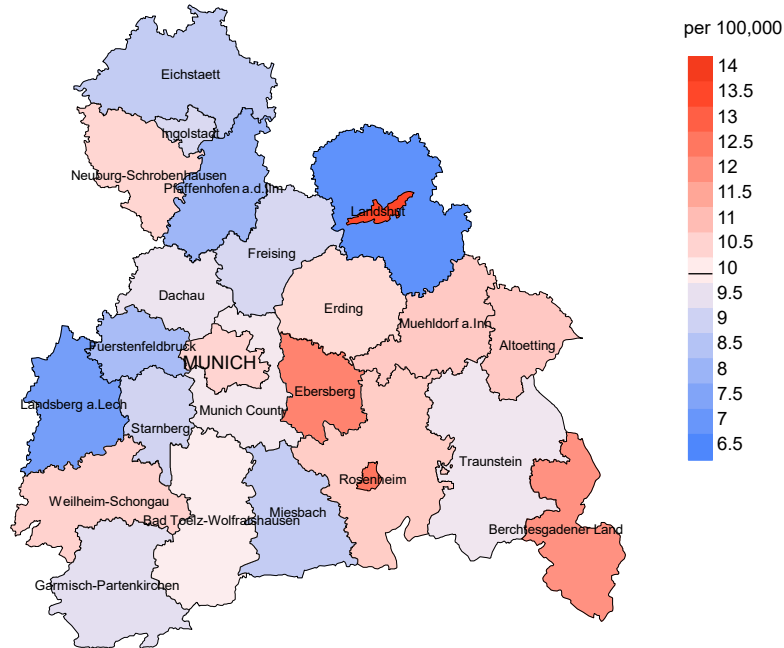 per 100,000
14
13.5
13
12.5
12
11.5
11
10.5
10
9.5
9
8.5
8
7.5
7
6.5
Eichstaett
Ingolstadt
Neuburg-Schrobenhausen
Pfaffenhofen a.d.Ilm
Landshut
Freising
Dachau
Erding
Muehldorf a.Inn
Altoetting
Fuerstenfeldbruck
MUNICH
Ebersberg
Landsberg a.Lech
Munich County
Starnberg
Traunstein
Rosenheim
Weilheim-Schongau
Miesbach
Bad Toelz-Wolfratshausen
Berchtesgadener Land
Garmisch-Partenkirchen